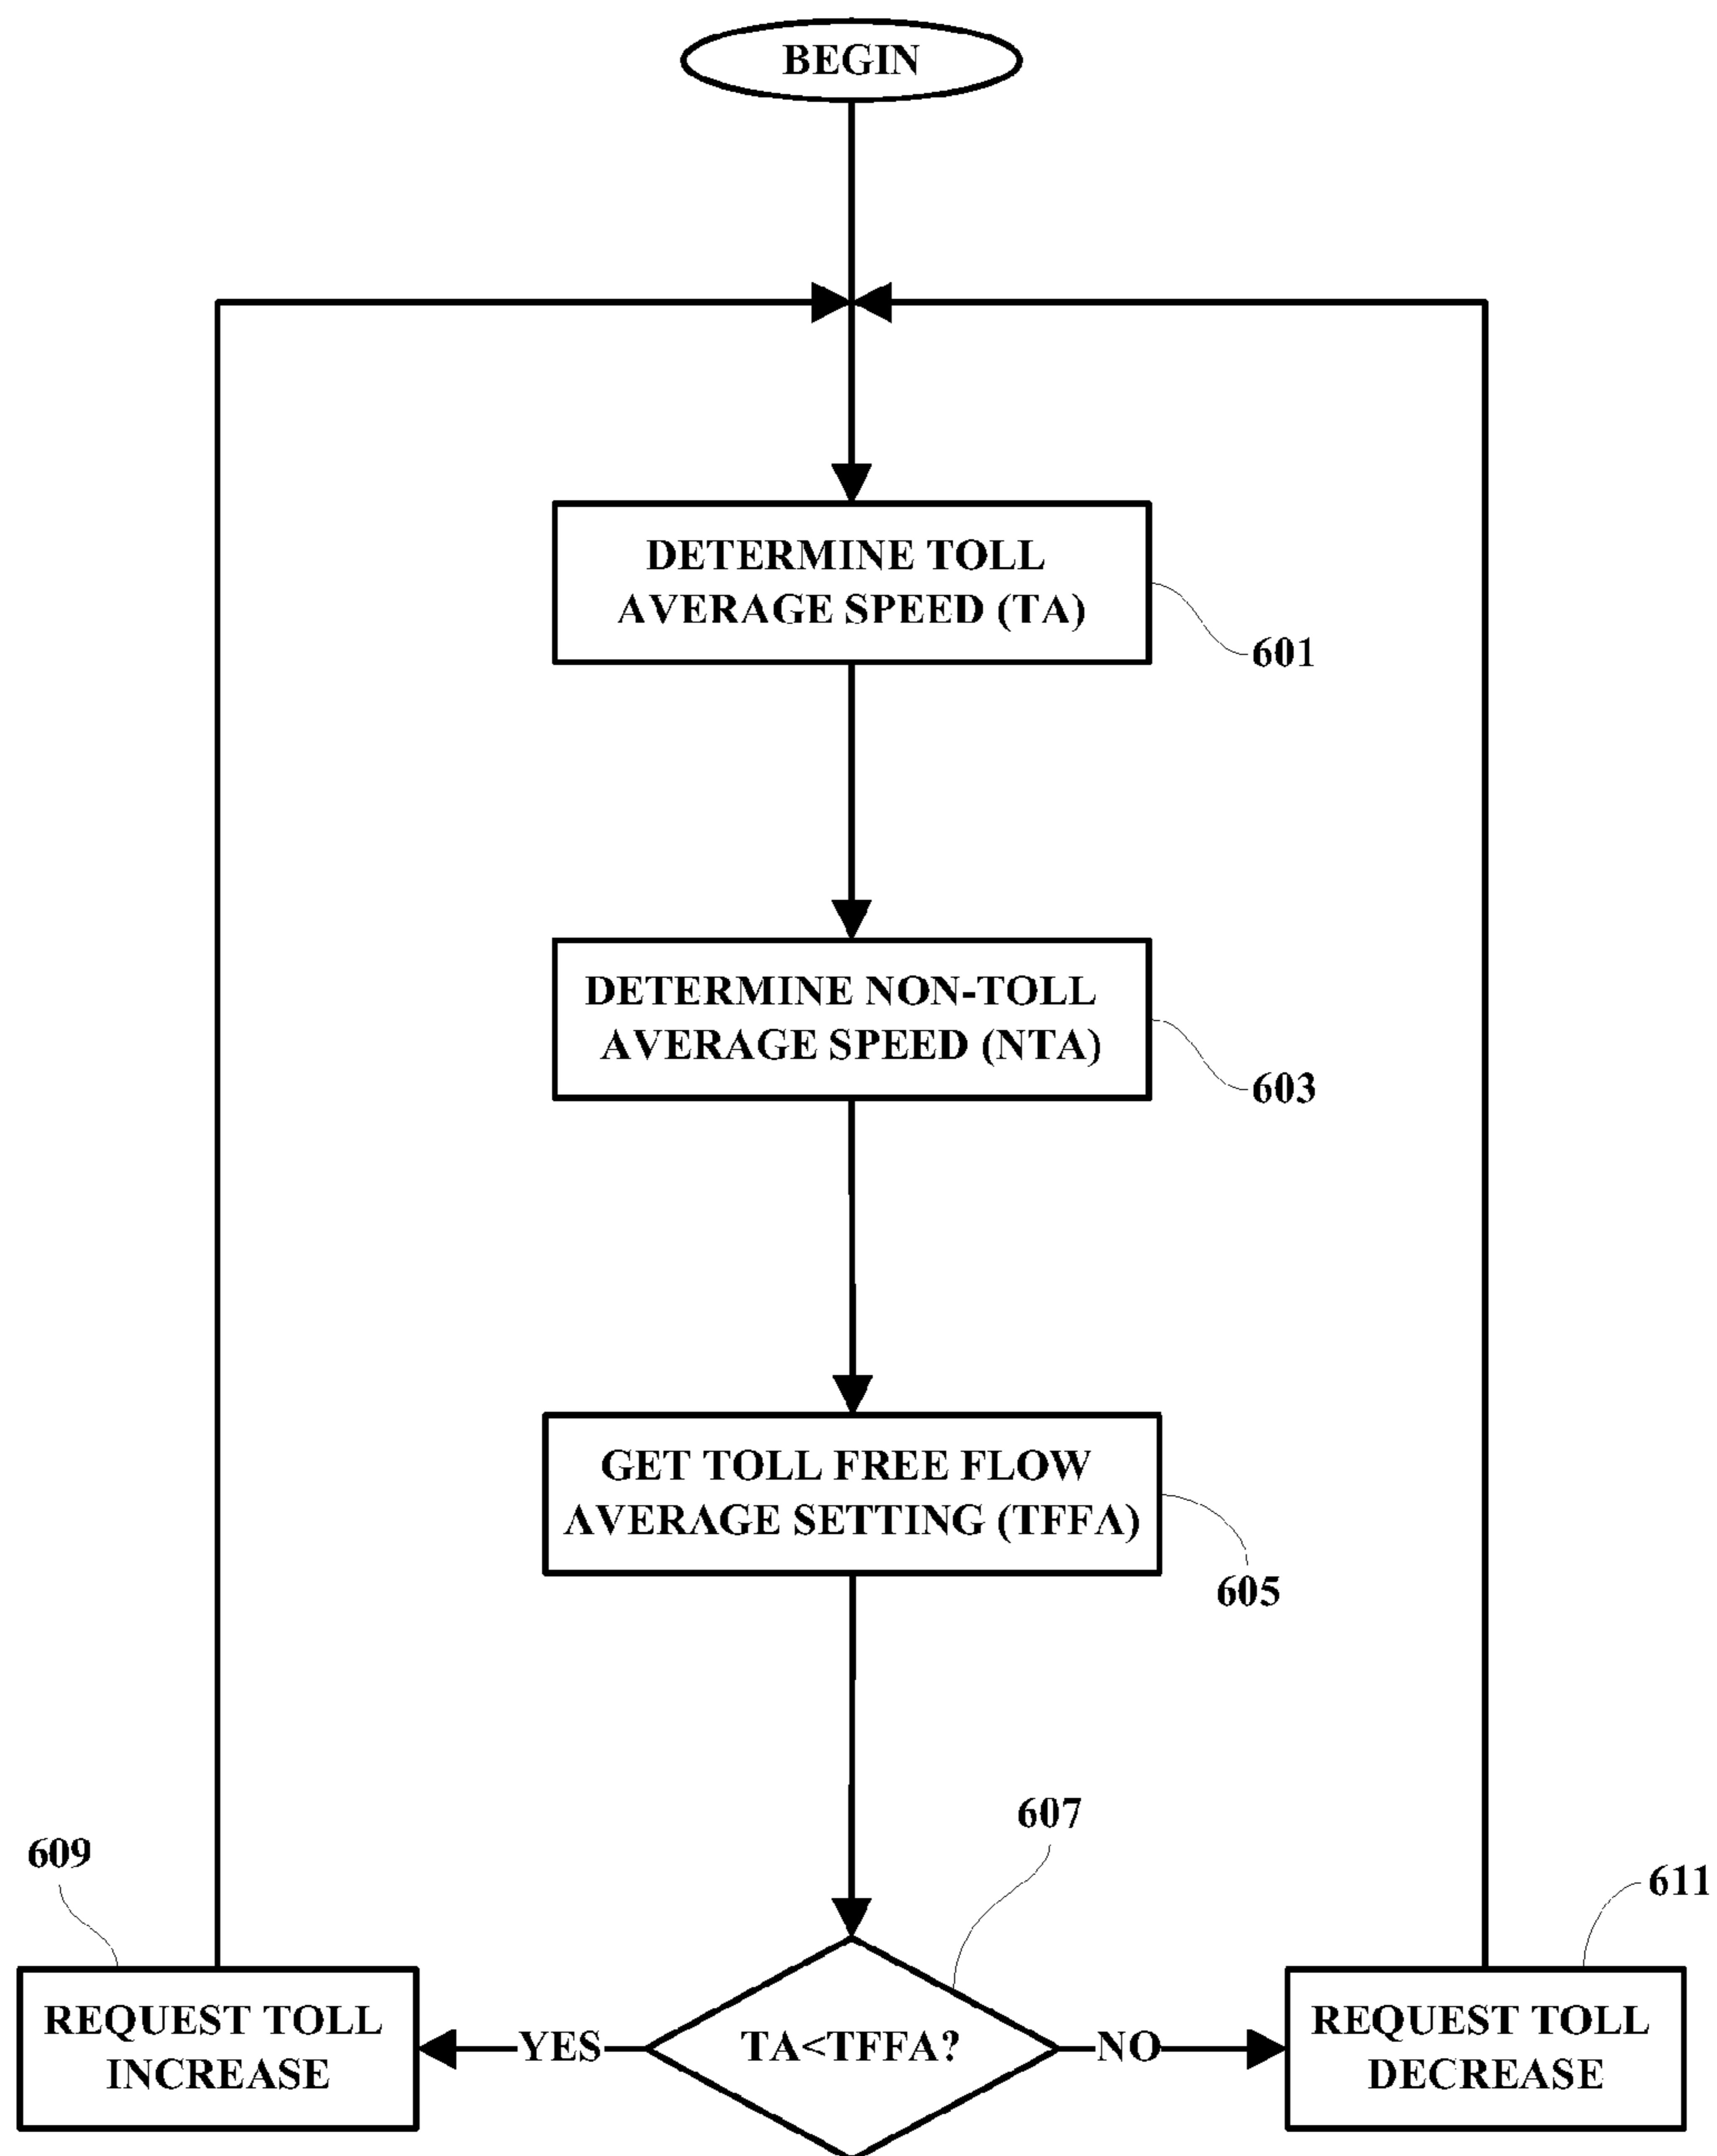 BEGIN
DETERMINE TOLL
AVERAGE SPEED (TA)
601
DETERMINE NON-TOLL
AVERAGE SPEED (NTA)
603
GET TOLL FREE FLOW
AVERAGE SETTING (TFFA)
605
607
609
611
REQUEST TOLL
INCREASE
YES
TA<TFFA?
NO
REQUEST TOLL
DECREASE